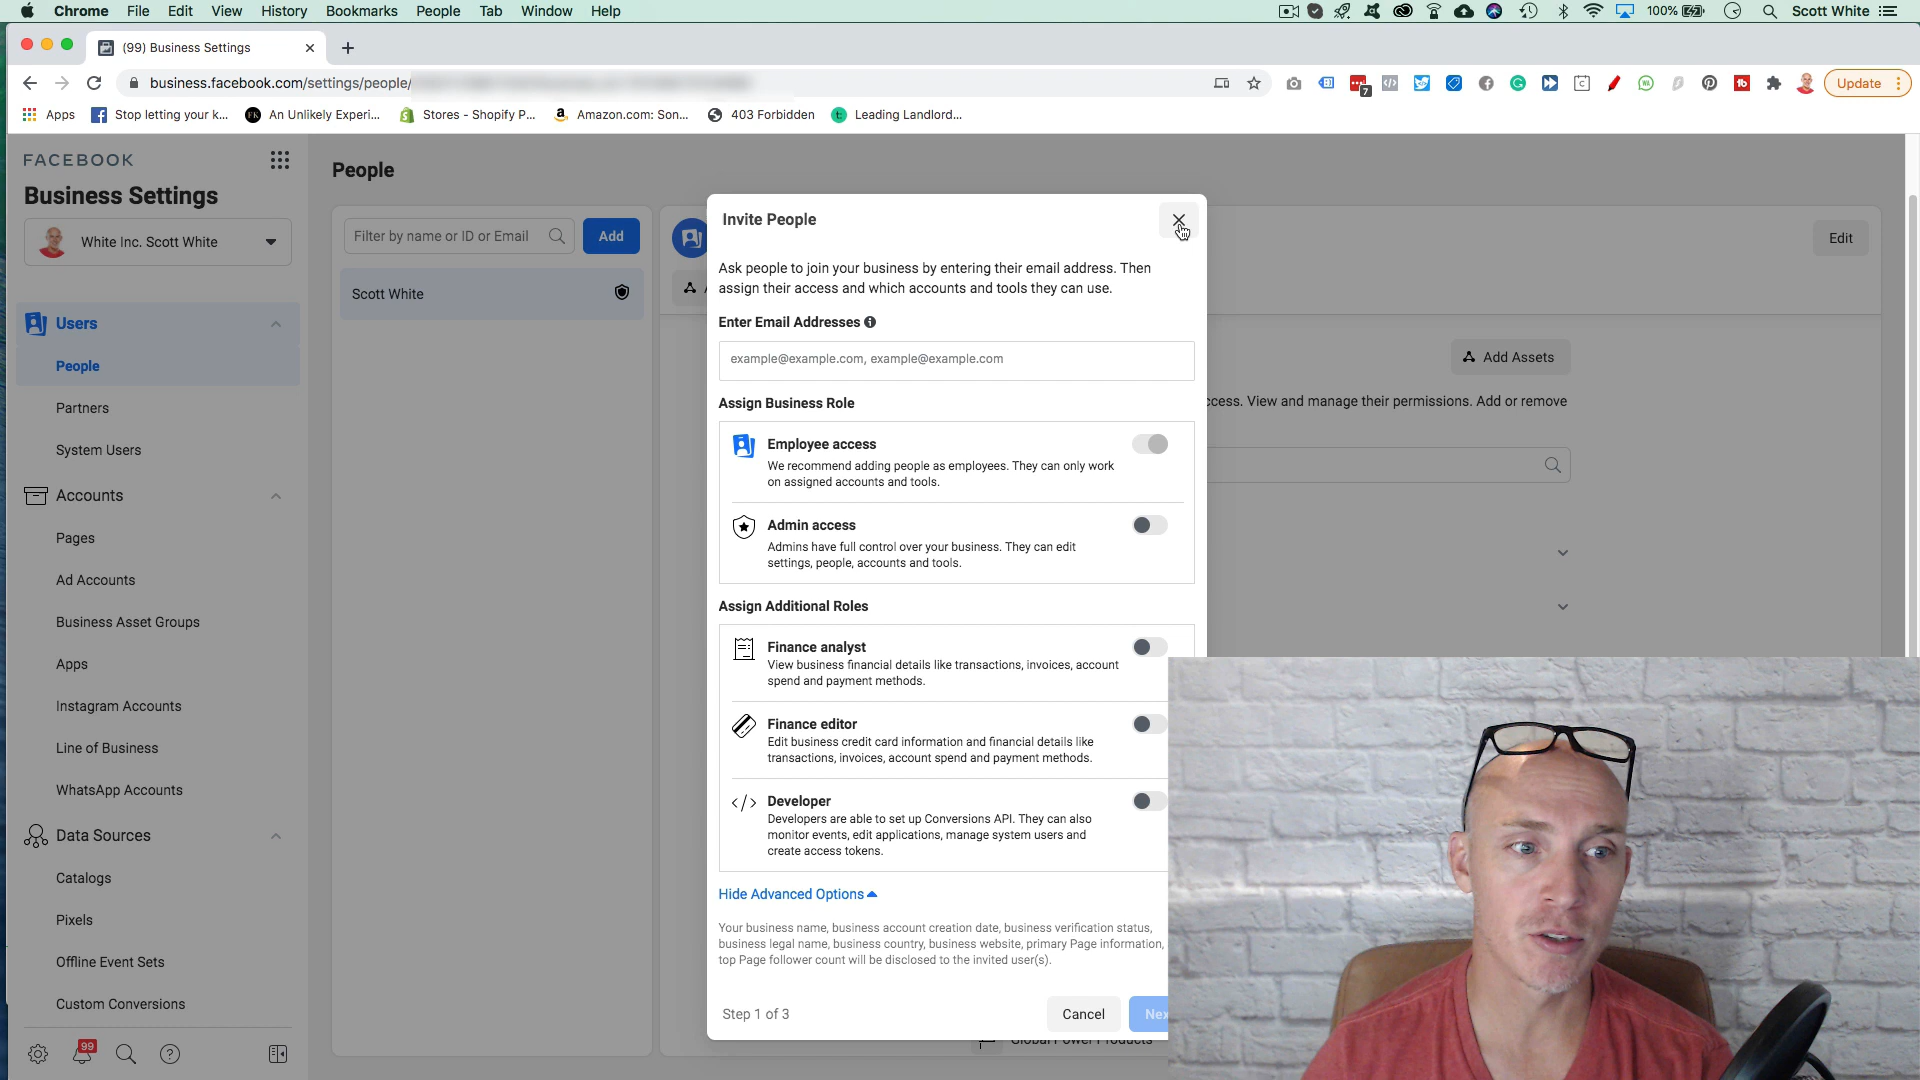 Chrome File Edit View History Bookmarks People Tab Window Help
100% Scott White
(99) Business Settings
business.facebook.com/settings/people/
7
Update
Apps Stop letting your k... An Unlikely Experi... Stores - Shopify P... Amazon.com: Son... 403 Forbidden Leading Landlord...
FACEBOOK
Business Settings
White Inc. Scott White
Users
People
Partners
System Users
Accounts
Pages
Ad Accounts
Business Asset Groups
Apps
Instagram Accounts
Line of Business
WhatsApp Accounts
Data Sources
Catalogs
Pixels
Offline Event Sets
Custom Conversions
99
People
Filter by name or ID or Email
Add
Scott White
Edit
Add Assets
ccess. View and manage their permissions. Add or remove
Invite People
Ask people to join your business by entering their email address. Then
assign their access and which accounts and tools they can use.
Enter Email Addresses
example@example.com, example@example.com
Assign Business Role
Employee access
We recommend adding people as employees. They can only work
on assigned accounts and tools.
Admin access
Admins have full control over your business. They can edit
settings, people, accounts and tools.
Assign Additional Roles
Finance analyst
View business financial details like transactions, invoices, account
spend and payment methods.
Finance editor
Edit business credit card information and financial details like
transactions, invoices, account spend and payment methods.
Developer
Developers are able to set up Conversions API. They can also
monitor events, edit applications, manage system users and
create access tokens.
Hide Advanced Options
Your business name, business account creation date, business verification status,
business legal name, business country, business website, primary Page information,
top Page follower count will be disclosed to the invited user(s).
Step 1 of 3
Cancel
Nex
Global Power Products